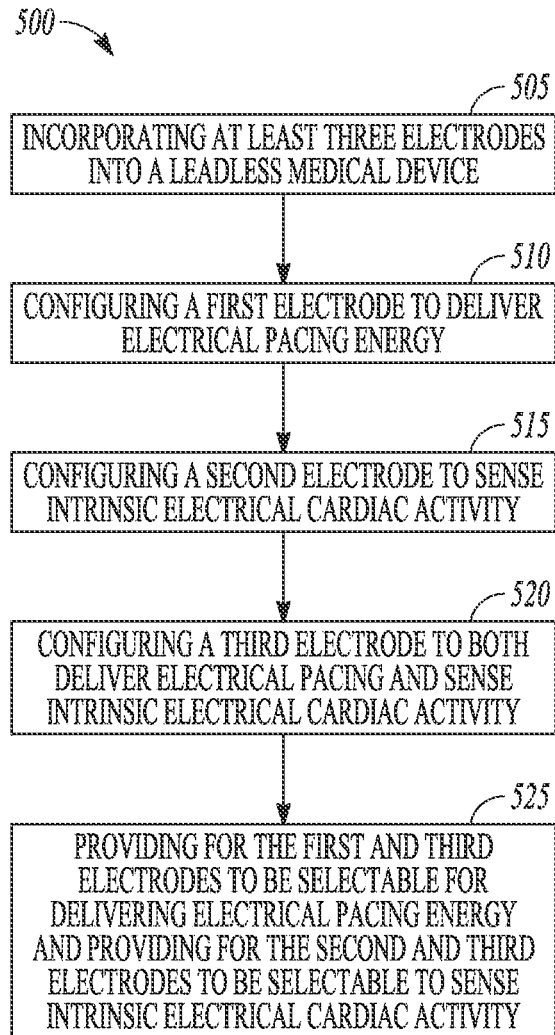 500
505
INCORPORATING AT LEAST THREE ELECTRODES
INTO A LEADLESS MEDICAL DEVICE
510
CONFIGURING A FIRST ELECTRODE TO DELIVER
ELECTRICAL PACING ENERGY
515
CONFIGURING A SECOND ELECTRODE TO SENSE
INTRINSIC ELECTRICAL CARDIAC ACTIVITY
520
CONFIGURING A THIRD ELECTRODE TO BOTH
DELIVER ELECTRICAL PACING AND SENSE
INTRINSIC ELECTRICAL CARDIAC ACTIVITY
525
PROVIDING FOR THE FIRST AND THIRD
ELECTRODES TO BE SELECTABLE FOR
DELIVERING ELECTRICAL PACING ENERGY
AND PROVIDING FOR THE SECOND AND THIRD
ELECTRODES TO BE SELECTABLE TO SENSE
INTRINSIC ELECTRICAL CARDIAC ACTIVITY